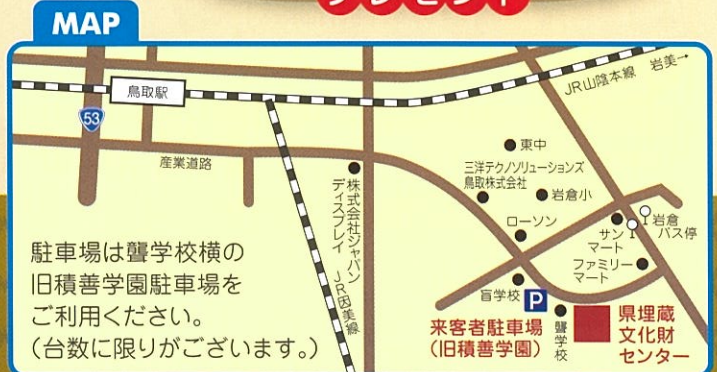 プレゼント
MAP
鳥取駅
JR山陰本線
岩美→
53
産業道路
東中
三洋テクノソリューションズ
鳥取株式会社
岩倉小
株式会社ジャパン
ディスプレイ
JR因美線
ローソン
サン
マート
岩倉
バス停
ファミリー
マート
盲学校
P
聾学校
来客者駐車場
(旧積善学園)
県埋蔵
文化財
センター
駐車場は聾学校横の
旧積善学園駐車場を
ご利用ください。
(台数に限りがございます。)